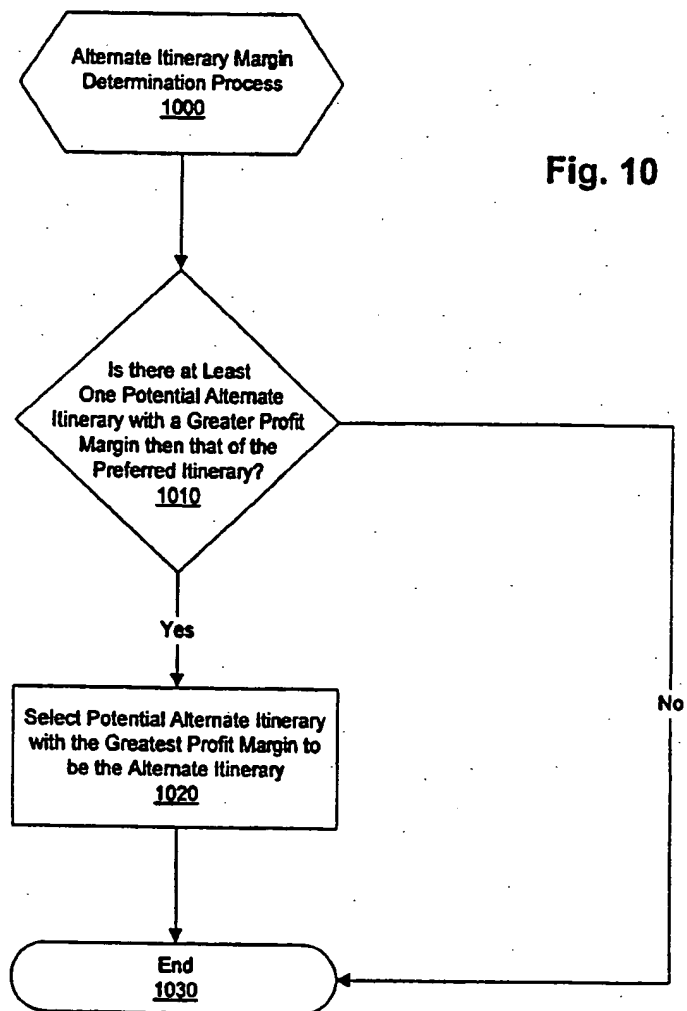 Alternate Itinerary Margin
Determination Process
1000
Fig. 10
Is there at Least
One Potential Alternate
Itinerary with a Greater Profit
Margin then that of the
Preferred Itinerary?
1010
Yes
No
Select Potential Alternate Itinerary
with the Greatest Profit Margin to
be the Alternate Itinerary
1020
End
1030